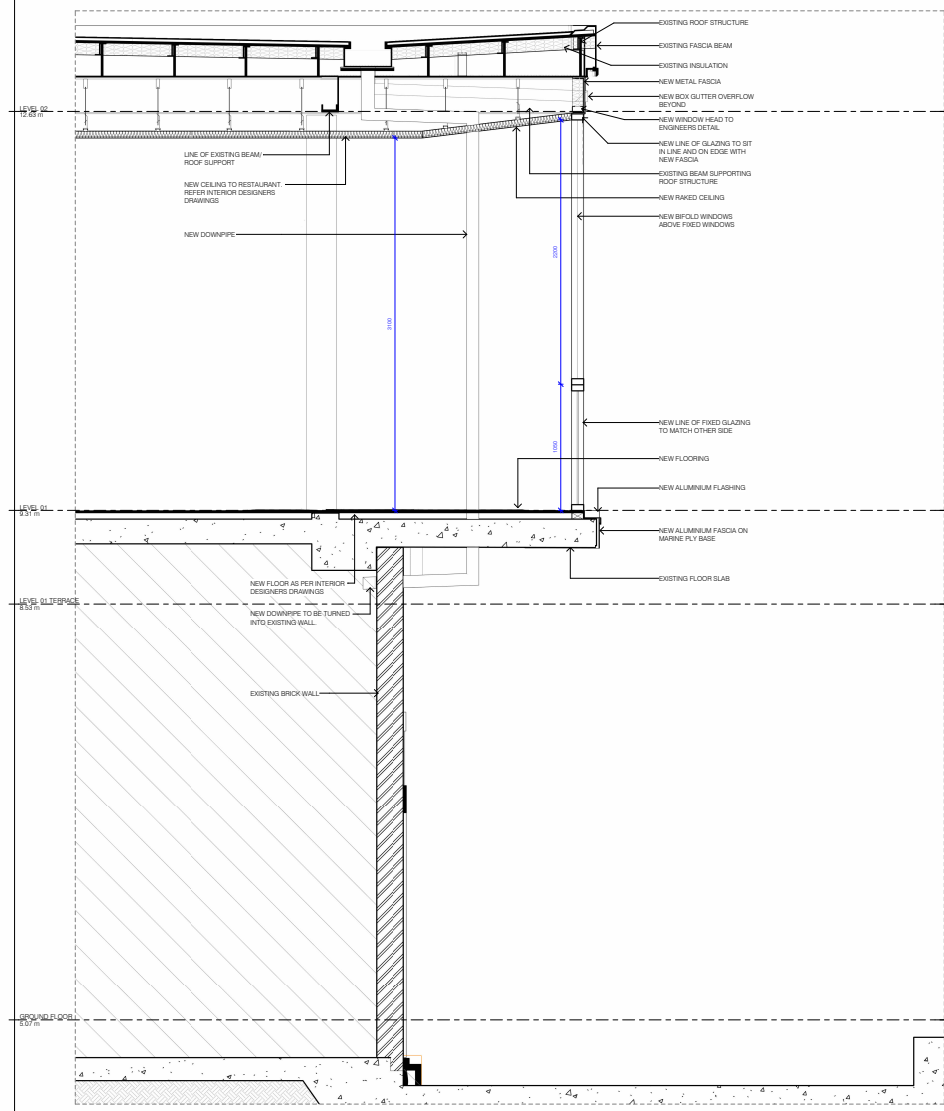 EXISTING ROOF STRUCTURE
EXISTING FASCIA BEAM
EXISTING INSULATION
NEW METAL FASCIA
NEW BOX GUTTER OVERFLOW
BEYOND
LEVEL 02
12.63 m
NEW WINDOW HEAD TO
ENGINEERS DETAIL
NEW LINE OF GLAZING TO SIT
IN LINE AND ON EDGE WITH
NEW FASCIA
LINE OF EXISTING BEAM/
ROOF SUPPORT
EXISTING BEAM SUPPORTING
ROOF STRUCTURE
NEW CEILING TO RESTAURANT.
REFER INTERIOR DESIGNERS
DRAWINGS
NEW RAKED CEILING
NEW BIFOLD WINDOWS
ABOVE FIXED WINDOWS
NEW DOWNPIPE
2200
3100
NEW LINE OF FIXED GLAZING
TO MATCH OTHER SIDE
1050
NEW FLOORING
NEW ALUMINIUM FLASHING
LEVEL 01
9.31 m
NEW ALUMINIUM FASCIA ON
MARINE PLY BASE
EXISTING FLOOR SLAB
NEW FLOOR AS PER INTERIOR
DESIGNERS DRAWINGS
LEVEL 01 TERRACE
8.53 m
NEW DOWNPIPE TO BE TURNED
INTO EXISTING WALL.
EXISTING BRICK WALL
GROUND FLOOR
5.07 m